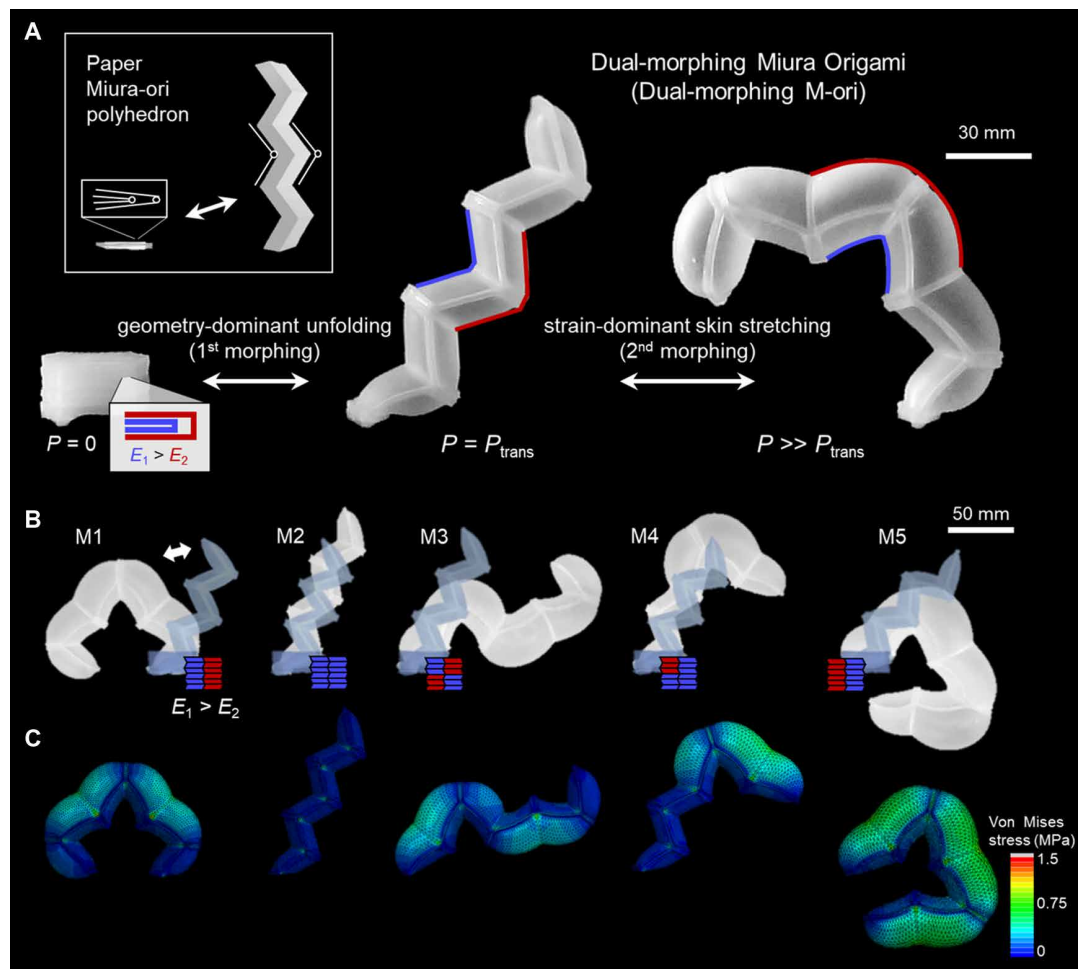 A
Paper
Miura-ori
polyhedron
Dual-morphing Miura Origami
(Dual-morphing M-ori)
30 mm
geometry-dominant unfolding
(1st morphing)
strain-dominant skin stretching
(2nd morphing)
P = 0
E1 > E2
P = Ptrans
P >> Ptrans
B
50 mm
M1
M2
M3
M4
M5
E1 > E2
C
Von Mises
stress (MPa)
1.5
0.75
0